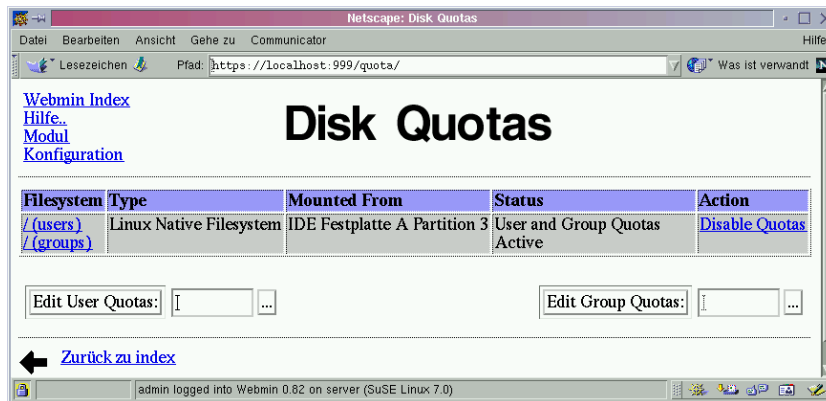 Netscape: Disk Quotas
Datei Bearbeiten Ansicht Gehe zu Communicator Hilfe
Lesezeichen Pfad: https://localhost:999/quota/ Was ist verwandt
Webmin Index
Hilfe..
Modul
Konfiguration
Disk Quotas
Filesystem Type Mounted From Status Action
/ (users) Linux Native Filesystem IDE Festplatte A Partition 3 User and Group Quotas Disable Quotas
/ (groups) Active
Edit User Quotas: ... Edit Group Quotas: ...
Zurück zu index
admin logged into Webmin 0.82 on server (SuSE Linux 7.0)